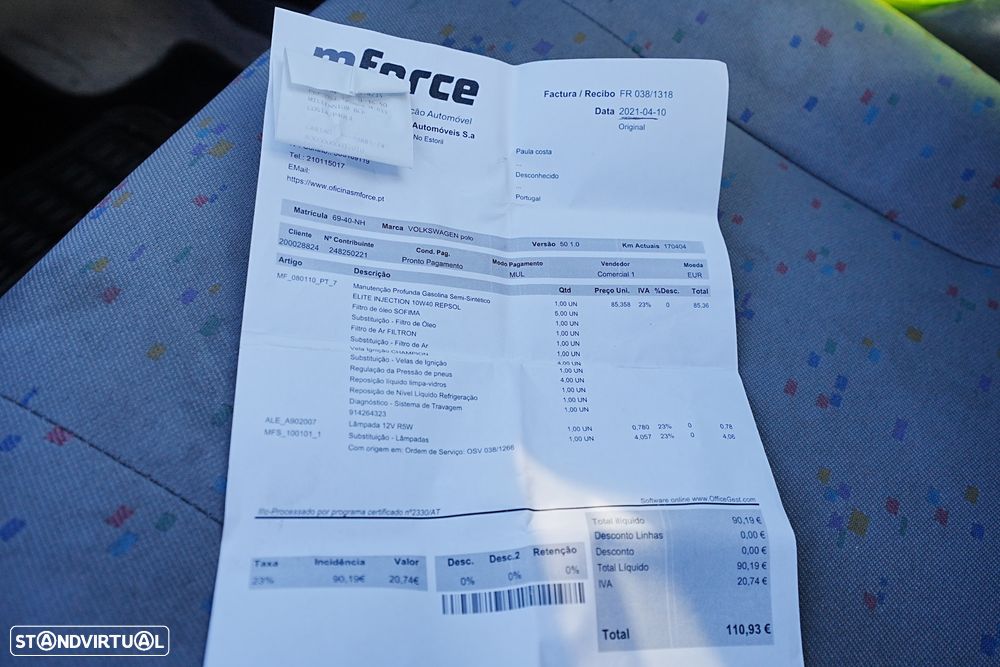 mforce
Factura / Recibo FR 038/1318
Data 2021-04-10
Original
ção Automóvel
Automóveis S.a
No Estoril
Tel.: 210115017
EMail:
https://www.oficinasmforce.pt
Paula costa
...
Desconhecido
...
Portugal
Matrícula 69-40-NH Marca VOLKSWAGEN polo Versão 50 1.0 Km Actuais 170404
Cliente Nº Contribuinte Cond. Pag. Modo Pagamento Vendedor Moeda
200028824 248250221 Pronto Pagamento MUL Comercial 1 EUR
Artigo Descrição Qtd Preço Uni. IVA %Desc. Total
MF_080110_PT_7 Manutenção Profunda Gasolina Semi-Sintético 1,00 UN 85,358 23% 0 85,36
ELITE INJECTION 10W40 REPSOL 5,00 UN
Filtro de óleo SOFIMA 1,00 UN
Substituição - Filtro de Óleo 1,00 UN
Filtro de Ar FILTRON 1,00 UN
Substituição - Filtro de Ar 1,00 UN
Vela Ignição CHAMPION 4,00 UN
Substituição - Velas de Ignição 1,00 UN
Regulação da Pressão de pneus 4,00 UN
Reposição líquido limpa-vidros 1,00 UN
Reposição de Nível Líquido Refrigeração 1,00 UN
Diagnóstico - Sistema de Travagem 1,00 UN
914264323
ALE_A902007 Lâmpada 12V R5W 1,00 UN 0,780 23% 0 0,78
MFS_100101_1 Substituição - Lâmpadas 1,00 UN 4,057 23% 0 4,06
Com origem em: Ordem de Serviço: OSV 038/1266
Software online www.OfficeGest.com
-Processado por programa certificado nº2330/AT
Total ilíquido 90,19 €
Desconto Linhas 0,00 €
Desconto 0,00 €
Total Líquido 90,19 €
IVA 20,74 €
Total 110,93 €
Taxa Incidência Valor
23% 90,19€ 20,74€
Desc. Desc.2 Retenção
0% 0% 0%
STANDVIRTUAL